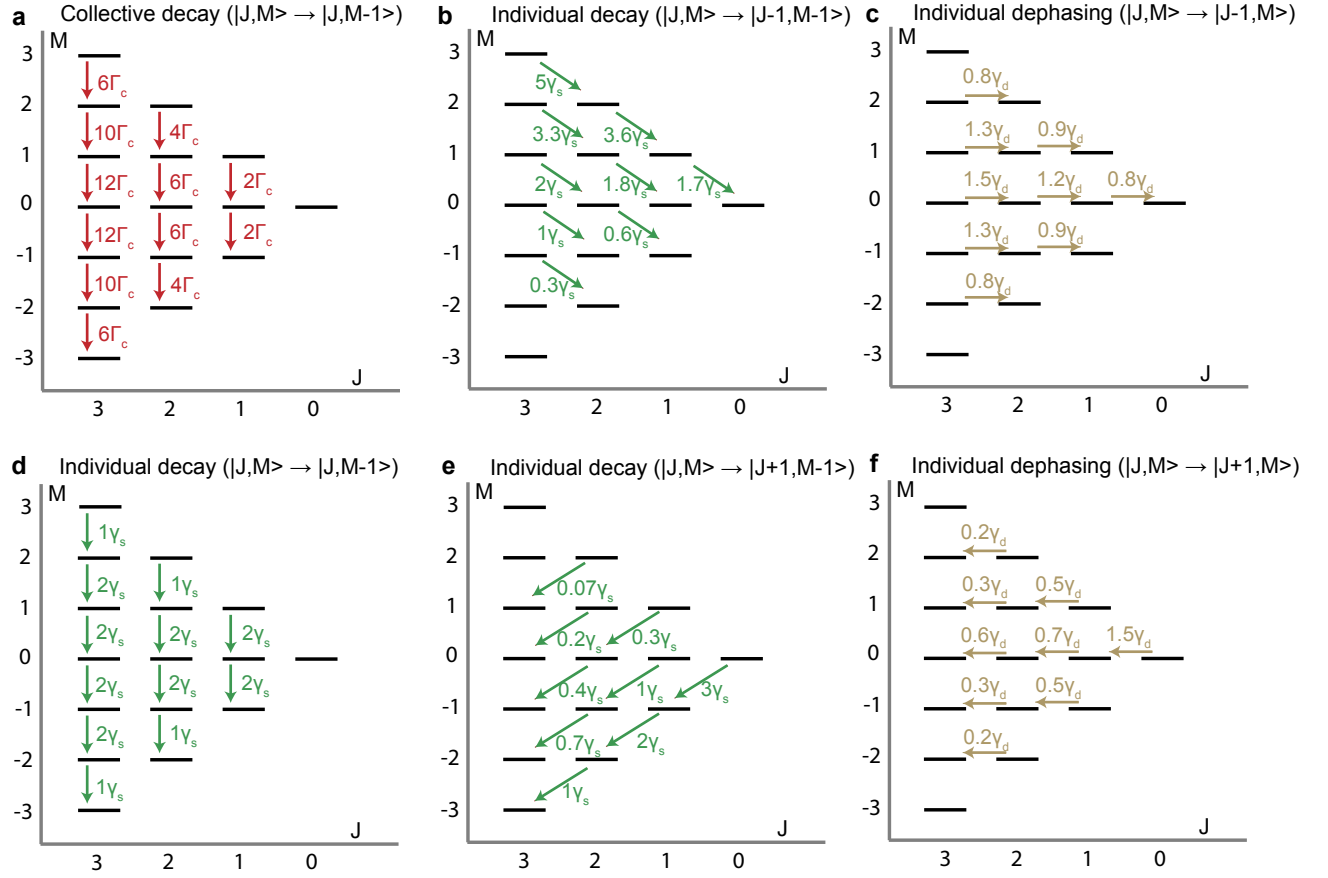 a Collective decay (|J,M> → |J,M-1>)
M
3
6Γc
2
10Γc 4Γc
1
12Γc 6Γc 2Γc
0
12Γc 6Γc 2Γc
-1
10Γc 4Γc
-2
6Γc
-3
J
3 2 1 0
b Individual decay (|J,M> → |J-1,M-1>)
M
3
5γs
2
3.3γs 3.6γs
1
2γs 1.8γs 1.7γs
0
1γs 0.6γs
-1
0.3γs
-2
-3
J
3 2 1 0
c Individual dephasing (|J,M> → |J-1,M>)
M
3
0.8γd
2
1.3γd 0.9γd
1
1.5γd 1.2γd 0.8γd
0
1.3γd 0.9γd
-1
0.8γd
-2
-3
J
3 2 1 0
d Individual decay (|J,M> → |J,M-1>)
M
3
1γs
2
2γs 1γs
1
2γs 2γs 2γs
0
2γs 2γs 2γs
-1
2γs 1γs
-2
1γs
-3
J
3 2 1 0
e Individual decay (|J,M> → |J+1,M-1>)
M
3
2
0.07γs
1
0.2γs 0.3γs
0
0.4γs 1γs 3γs
-1
0.7γs 2γs
-2
1γs
-3
J
3 2 1 0
f Individual dephasing (|J,M> → |J+1,M>)
M
3
0.2γd
2
0.3γd 0.5γd
1
0.6γd 0.7γd 1.5γd
0
0.3γd 0.5γd
-1
0.2γd
-2
-3
J
3 2 1 0